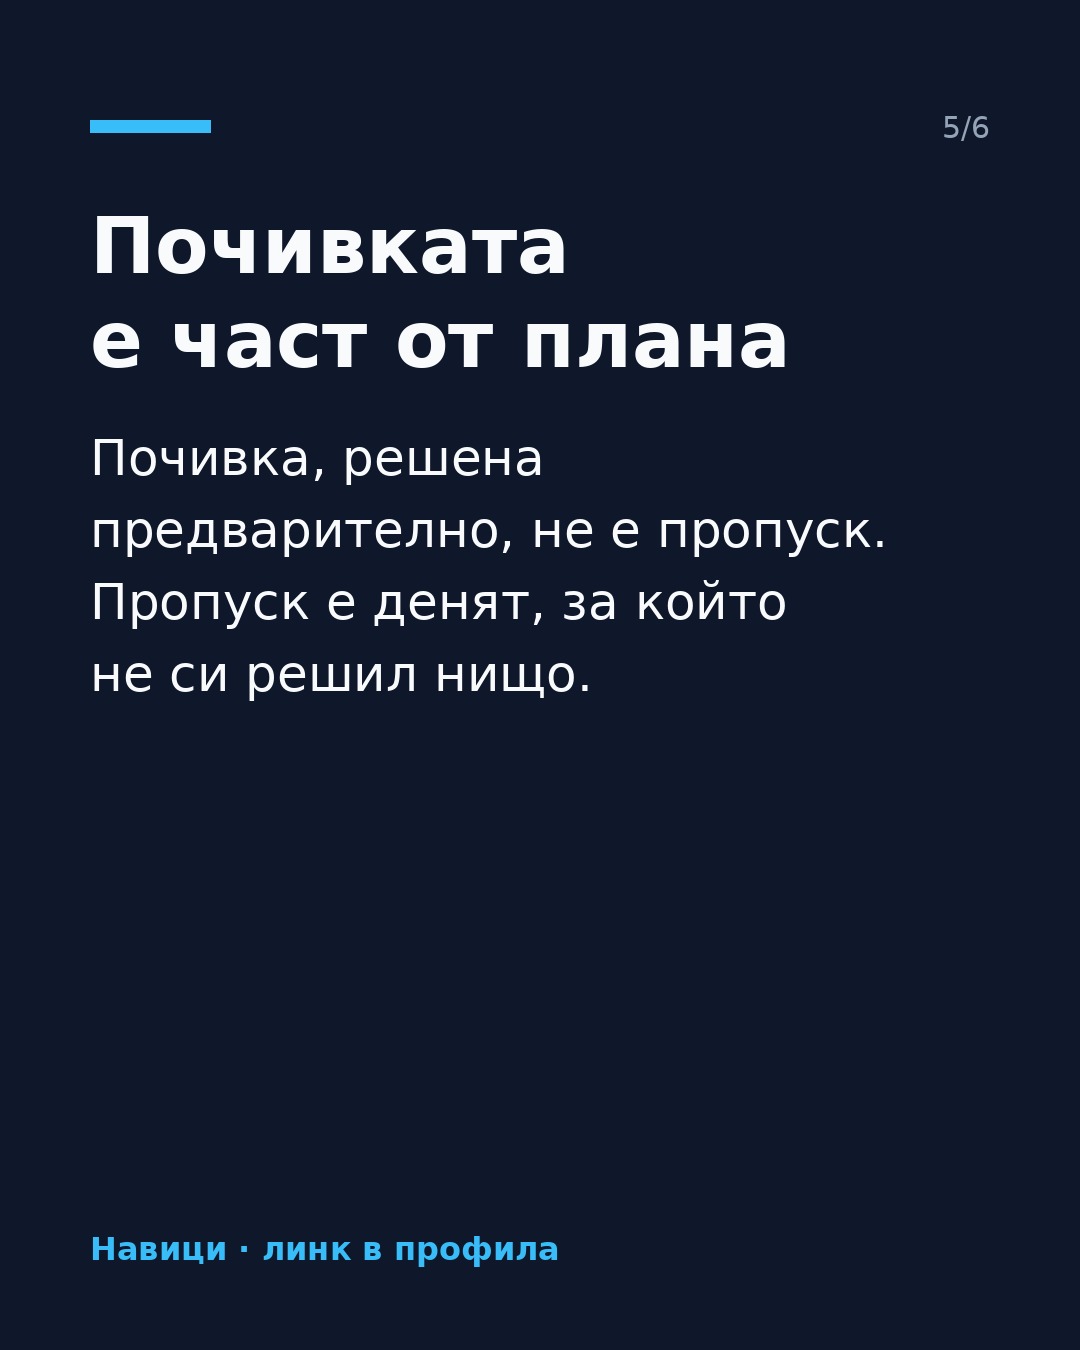 5/6
Почивката
е част от плана
Почивка, решена
предварително, не е пропуск.
Пропуск е денят, за който
не си решил нищо.
Навици · линк в профила